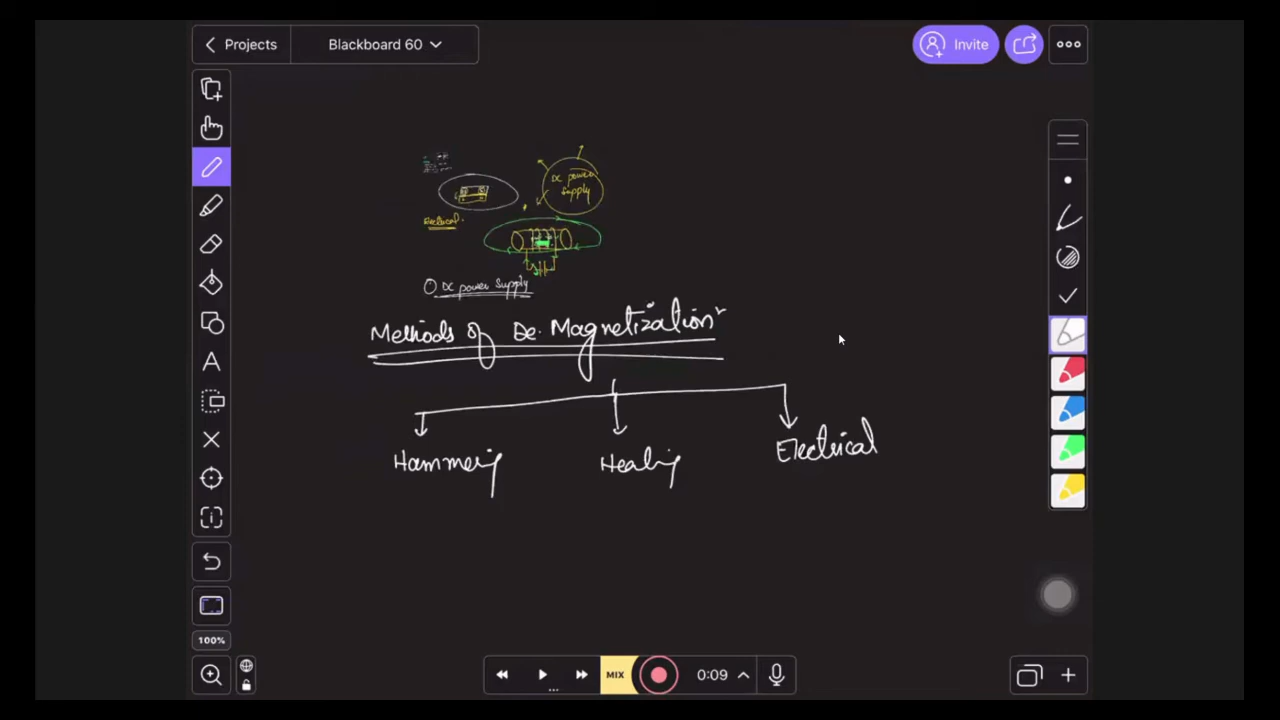 Projects
Blackboard 60
Invite
DC power
supply
Electrical.
① DC power Supply
Methods of De-Magnetization
Hammering
Heating
Electrical
A
100%
MIX
0:09